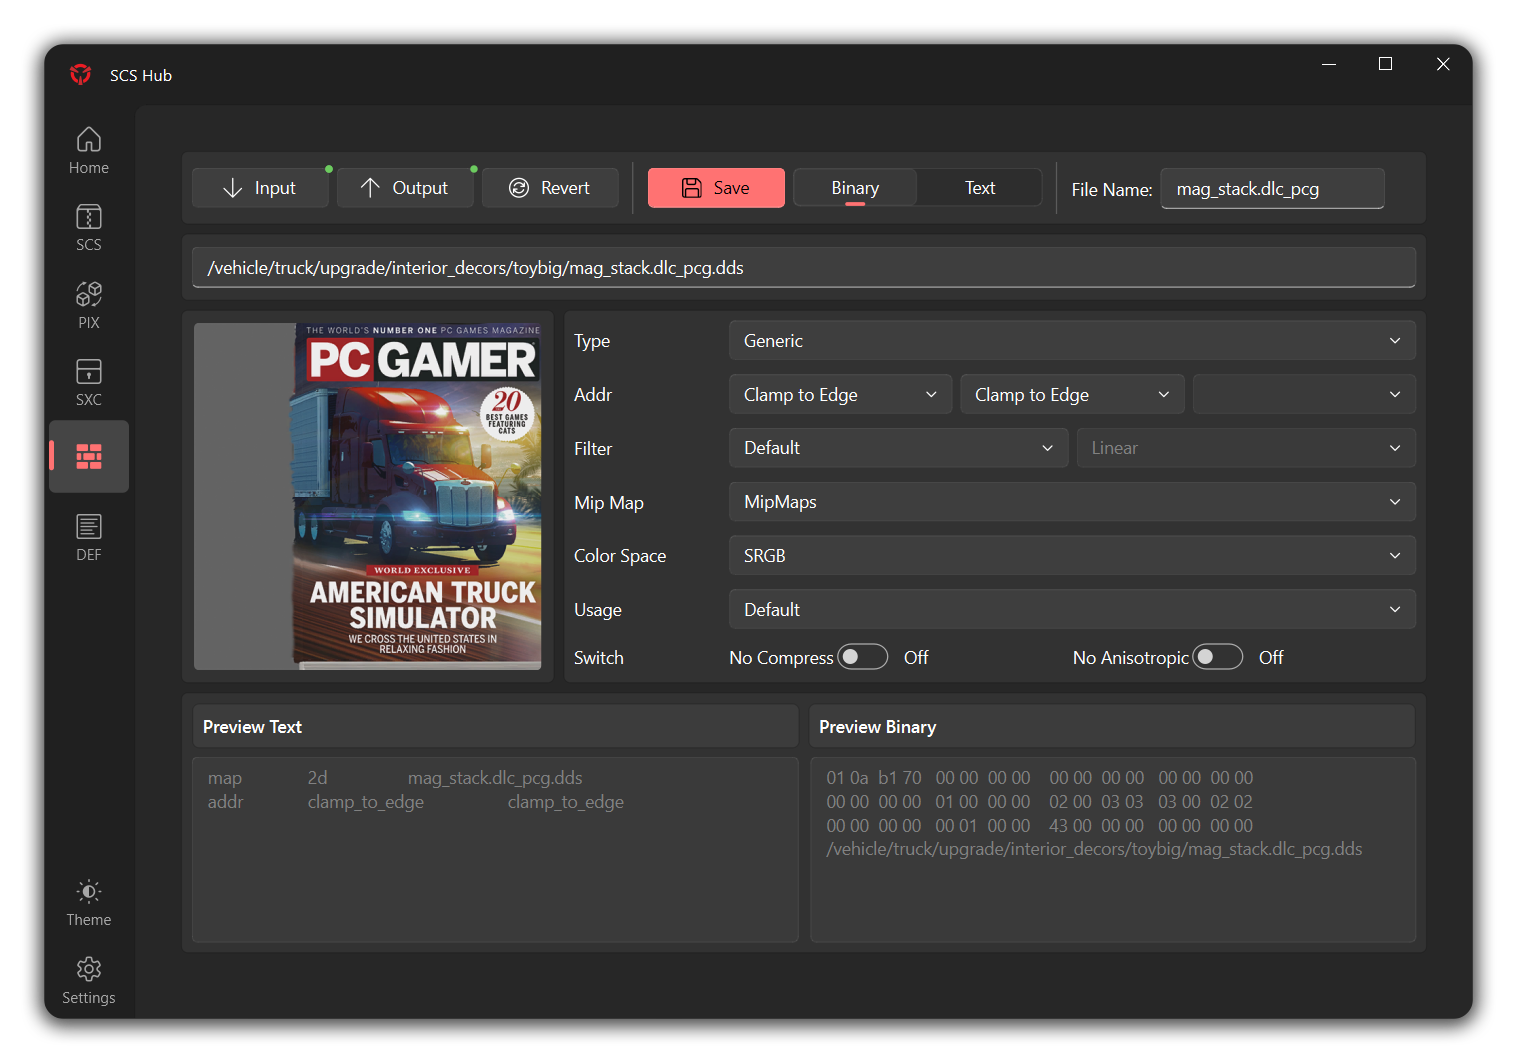 SCS Hub
Home
SCS
PIX
SXC
DEF
Theme
Settings
Input
Output
Revert
Save
Binary
Text
File Name:
mag_stack.dlc_pcg
/vehicle/truck/upgrade/interior_decors/toybig/mag_stack.dlc_pcg.dds
THE WORLD'S NUMBER ONE PC GAMES MAGAZINE
PC GAMER
20
BEST GAMES
FEATURING
CATS
WORLD EXCLUSIVE
AMERICAN TRUCK
SIMULATOR
WE CROSS THE UNITED STATES IN
RELAXING FASHION
Type
Generic
Addr
Clamp to Edge
Clamp to Edge
Filter
Default
Linear
Mip Map
MipMaps
Color Space
SRGB
Usage
Default
Switch
No Compress
Off
No Anisotropic
Off
Preview Text
map 2d mag_stack.dlc_pcg.dds
addr clamp_to_edge clamp_to_edge
Preview Binary
01 0a b1 70 00 00 00 00 00 00 00 00 00 00 00 00
00 00 00 00 01 00 00 00 02 00 03 03 03 00 02 02
00 00 00 00 00 01 00 00 43 00 00 00 00 00 00 00
/vehicle/truck/upgrade/interior_decors/toybig/mag_stack.dlc_pcg.dds